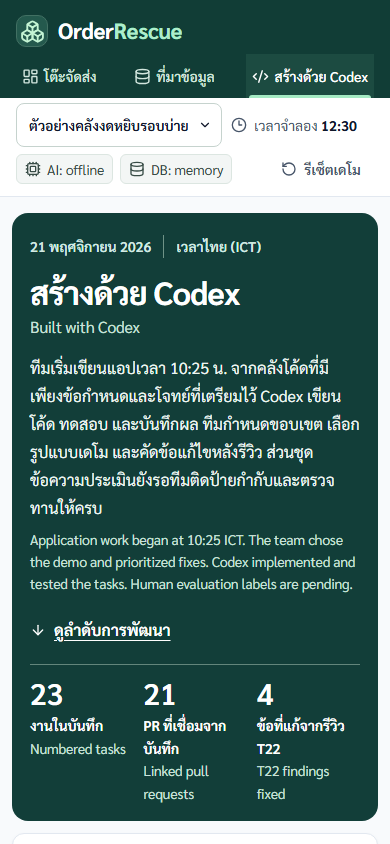 OrderRescue
โต๊ะจัดส่ง
ที่มาข้อมูล
สร้างด้วย Codex
ตัวอย่างคลังงดหยิบรอบบ่าย
เวลาจำลอง 12:30
AI: offline
DB: memory
รีเซ็ตเดโม
21 พฤศจิกายน 2026
เวลาไทย (ICT)
สร้างด้วย Codex
Built with Codex
ทีมเริ่มเขียนแอปเวลา 10:25 น. จากคลังโค้ดที่มี
เพียงข้อกำหนดและโจทย์ที่เตรียมไว้ Codex เขียน
โค้ด ทดสอบ และบันทึกผล ทีมกำหนดขอบเขต เลือก
รูปแบบเดโม และคัดข้อแก้ไขหลังรีวิว ส่วนชุด
ข้อความประเมินยังรอทีมติดป้ายกำกับและตรวจ
ทานให้ครบ
Application work began at 10:25 ICT. The team chose
the demo and prioritized fixes. Codex implemented and
tested the tasks. Human evaluation labels are pending.
ดูลำดับการพัฒนา
23
งานในบันทึก
Numbered tasks
21
PR ที่เชื่อมจาก
บันทึก
Linked pull
requests
4
ข้อที่แก้จากรีวิว
T22
T22 findings
fixed